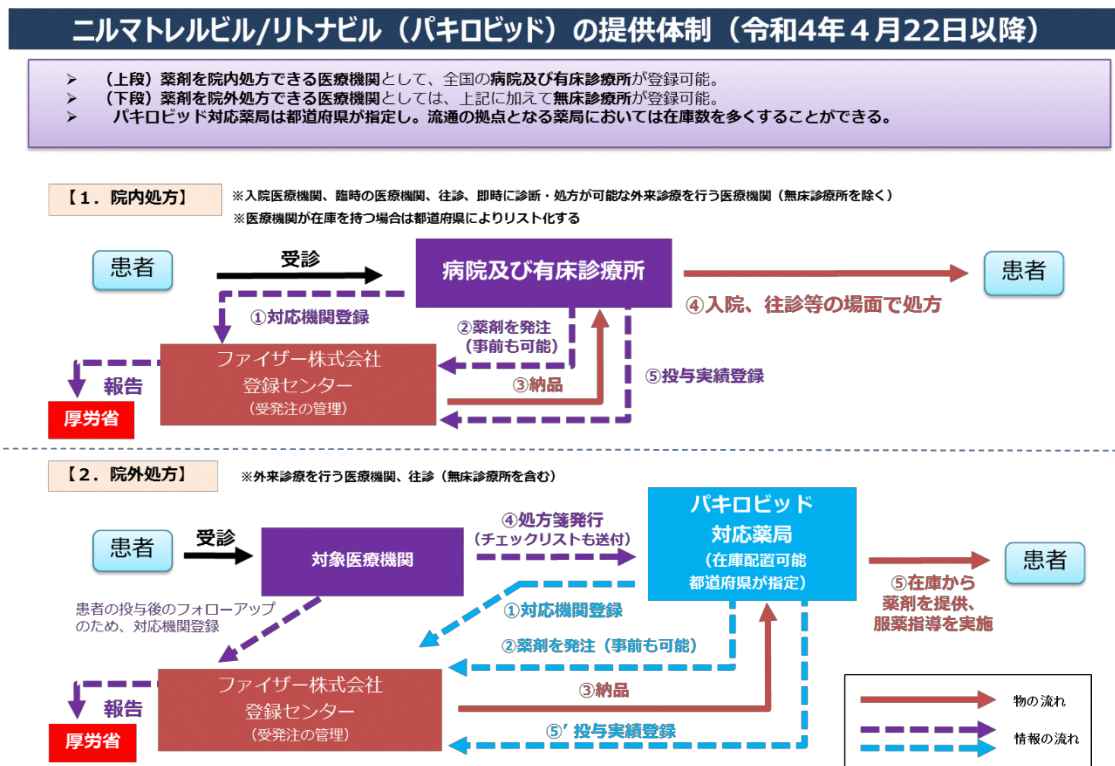 ニルマトレルビル/リトナビル（パキロビッド）の提供体制（令和4年４月22日以降）
➢ （上段）薬剤を院内処方できる医療機関として、全国の病院及び有床診療所が登録可能。
➢ （下段）薬剤を院外処方できる医療機関としては、上記に加えて無床診療所が登録可能。
➢ パキロビッド対応薬局は都道府県が指定し。流通の拠点となる薬局においては在庫数を多くすることができる。
【１．院内処方】
※入院医療機関、臨時の医療機関、往診、即時に診断・処方が可能な外来診療を行う医療機関（無床診療所を除く）
※医療機関が在庫を持つ場合は都道府県によりリスト化する
患者
受診
病院及び有床診療所
患者
④入院、往診等の場面で処方
①対応機関登録
②薬剤を発注
（事前も可能）
ファイザー株式会社
登録センター
（受発注の管理）
③納品
⑤投与実績登録
報告
厚労省
【２．院外処方】
※外来診療を行う医療機関、往診（無床診療所を含む）
患者
受診
対象医療機関
④処方箋発行
（チェックリストも送付）
パキロビッド
対応薬局
（在庫配置可能
都道府県が指定）
患者
⑤在庫から
薬剤を提供、
服薬指導を実施
患者の投与後のフォローアップ
のため、対応機関登録
①対応機関登録
②薬剤を発注（事前も可能）
ファイザー株式会社
登録センター
（受発注の管理）
③納品
⑤’投与実績登録
報告
厚労省
物の流れ
情報の流れ